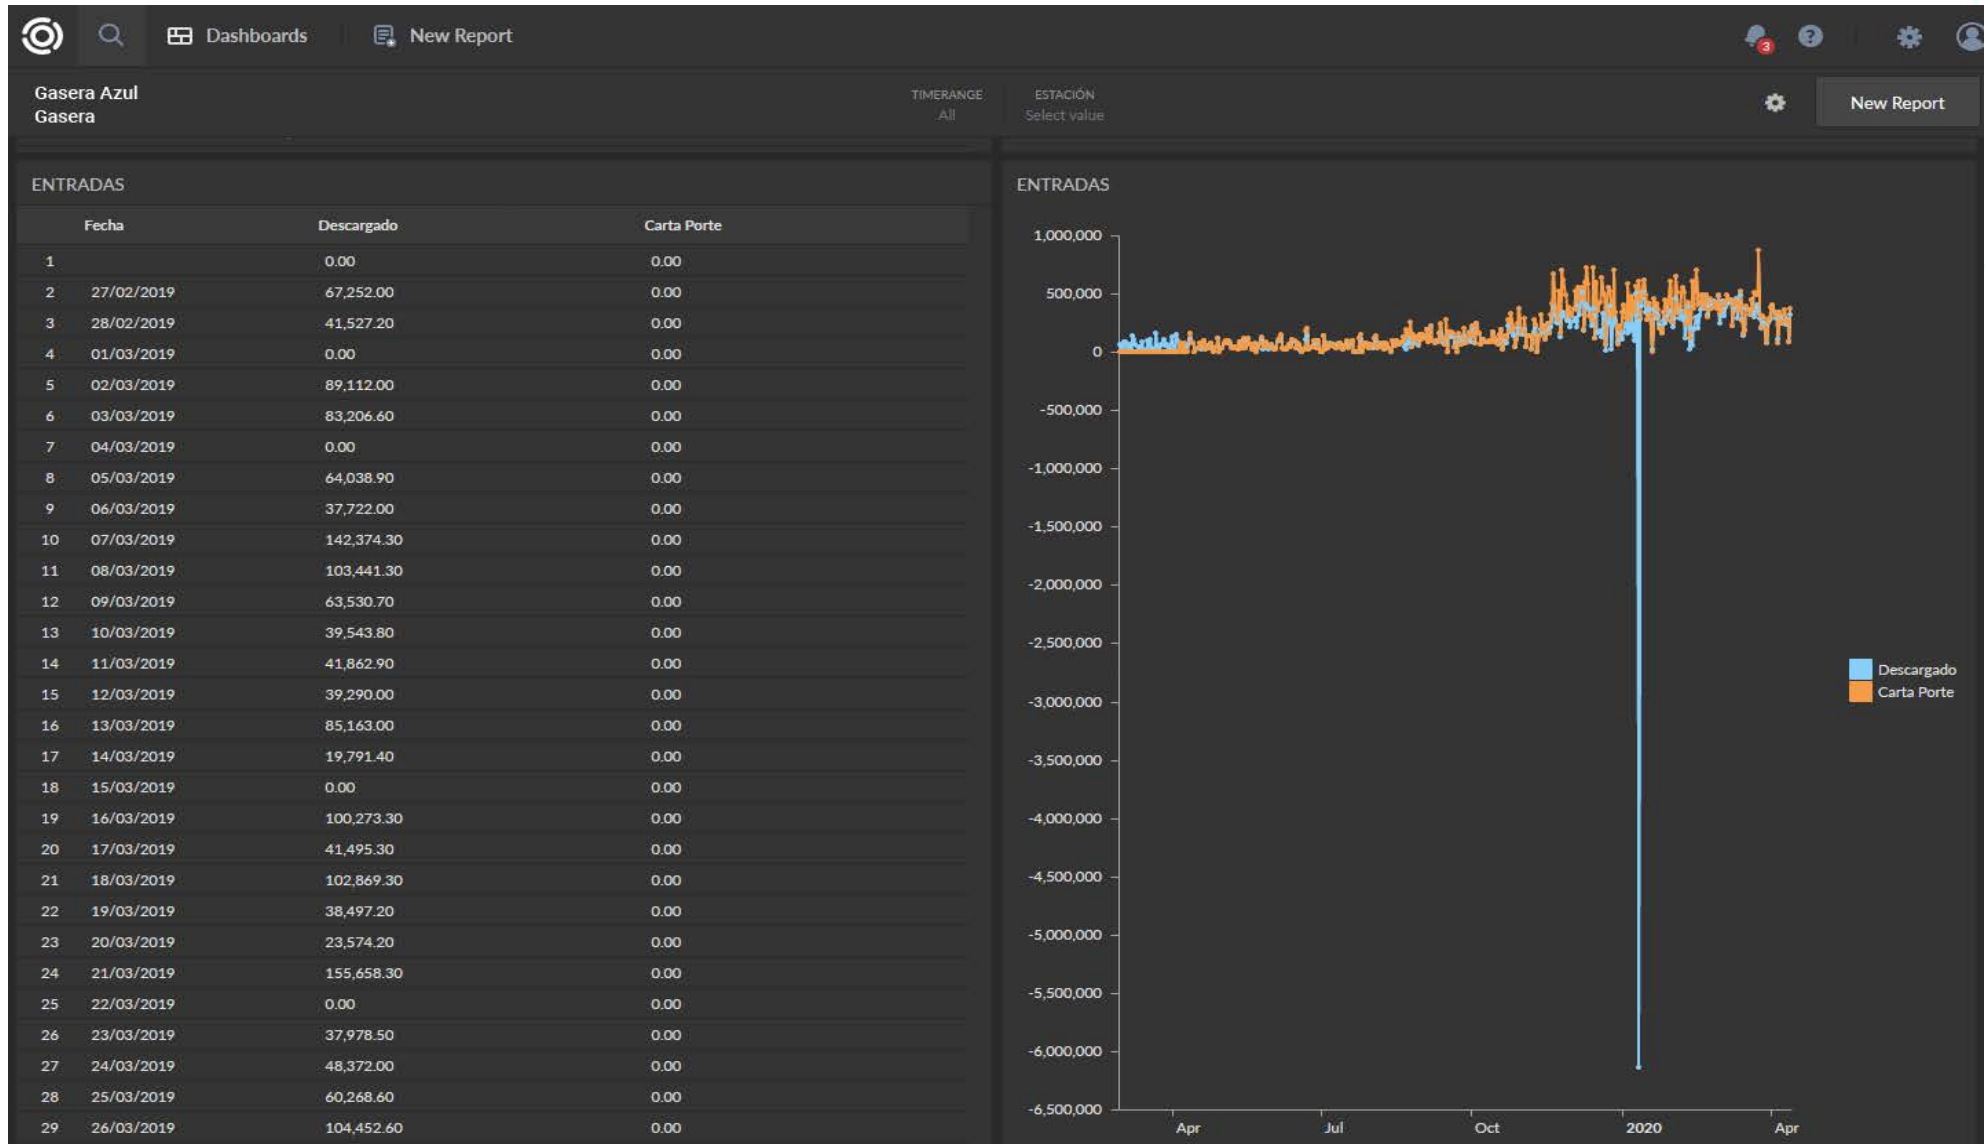 Dashboards
New Report
3
?
Gasera Azul
Gasera
TIMERANGE
All
ESTACIÓN
Select value
New Report
ENTRADAS
Fecha Descargado Carta Porte
1 0.00 0.00
2 27/02/2019 67,252.00 0.00
3 28/02/2019 41,527.20 0.00
4 01/03/2019 0.00 0.00
5 02/03/2019 89,112.00 0.00
6 03/03/2019 83,206.60 0.00
7 04/03/2019 0.00 0.00
8 05/03/2019 64,038.90 0.00
9 06/03/2019 37,722.00 0.00
10 07/03/2019 142,374.30 0.00
11 08/03/2019 103,441.30 0.00
12 09/03/2019 63,530.70 0.00
13 10/03/2019 39,543.80 0.00
14 11/03/2019 41,862.90 0.00
15 12/03/2019 39,290.00 0.00
16 13/03/2019 85,163.00 0.00
17 14/03/2019 19,791.40 0.00
18 15/03/2019 0.00 0.00
19 16/03/2019 100,273.30 0.00
20 17/03/2019 41,495.30 0.00
21 18/03/2019 102,869.30 0.00
22 19/03/2019 38,497.20 0.00
23 20/03/2019 23,574.20 0.00
24 21/03/2019 155,658.30 0.00
25 22/03/2019 0.00 0.00
26 23/03/2019 37,978.50 0.00
27 24/03/2019 48,372.00 0.00
28 25/03/2019 60,268.60 0.00
29 26/03/2019 104,452.60 0.00
ENTRADAS
1,000,000
500,000
0
-500,000
-1,000,000
-1,500,000
-2,000,000
-2,500,000
-3,000,000
-3,500,000
-4,000,000
-4,500,000
-5,000,000
-5,500,000
-6,000,000
-6,500,000
Apr Jul Oct 2020 Apr
Descargado
Carta Porte